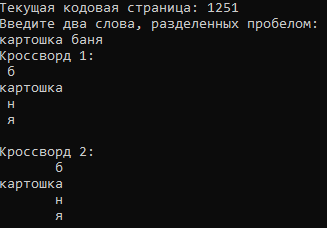 Текущая кодовая страница: 1251
Введите два слова, разделенных пробелом:
картошка баня
Кроссворд 1:
 б
картошка
 н
 я

Кроссворд 2:
       б
картошка
       н
       я